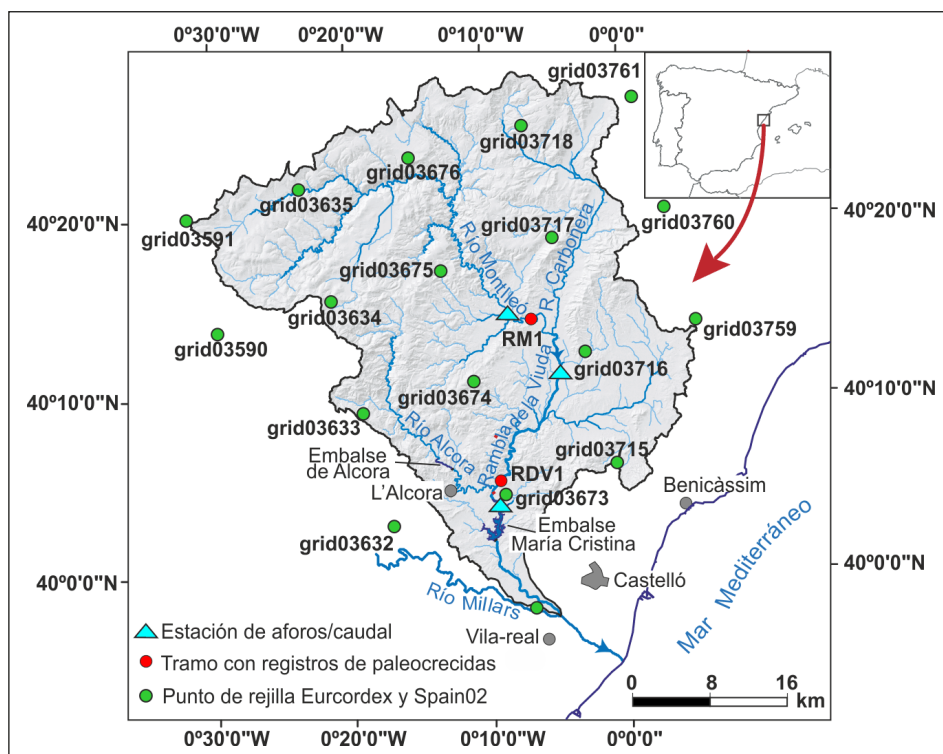 0°30'0"W 0°20'0"W 0°10'0"W 0°0'0"
grid03761
grid03718
grid03676
grid03635
40°20'0"N
grid03591
grid03717
grid03760
40°20'0"N
Río Montlleó
R. Carbonera
grid03675
grid03634
grid03590
RM1
grid03759
grid03716
grid03674
40°10'0"N
40°10'0"N
Rambla de la Viuda
grid03633
Río Alcora
Embalse
de Alcora
L'Alcora
RDV1
grid03715
grid03673
Benicàssim
grid03632
Embalse
María Cristina
40°0'0"N
40°0'0"N
Río Millars
Castelló
Mar Mediterráneo
Vila-real
Estación de aforos/caudal
Tramo con registros de paleocrecidas
Punto de rejilla Eurcordex y Spain02
0 8 16
km
0°30'0"W 0°20'0"W 0°10'0"W 0°0'0"